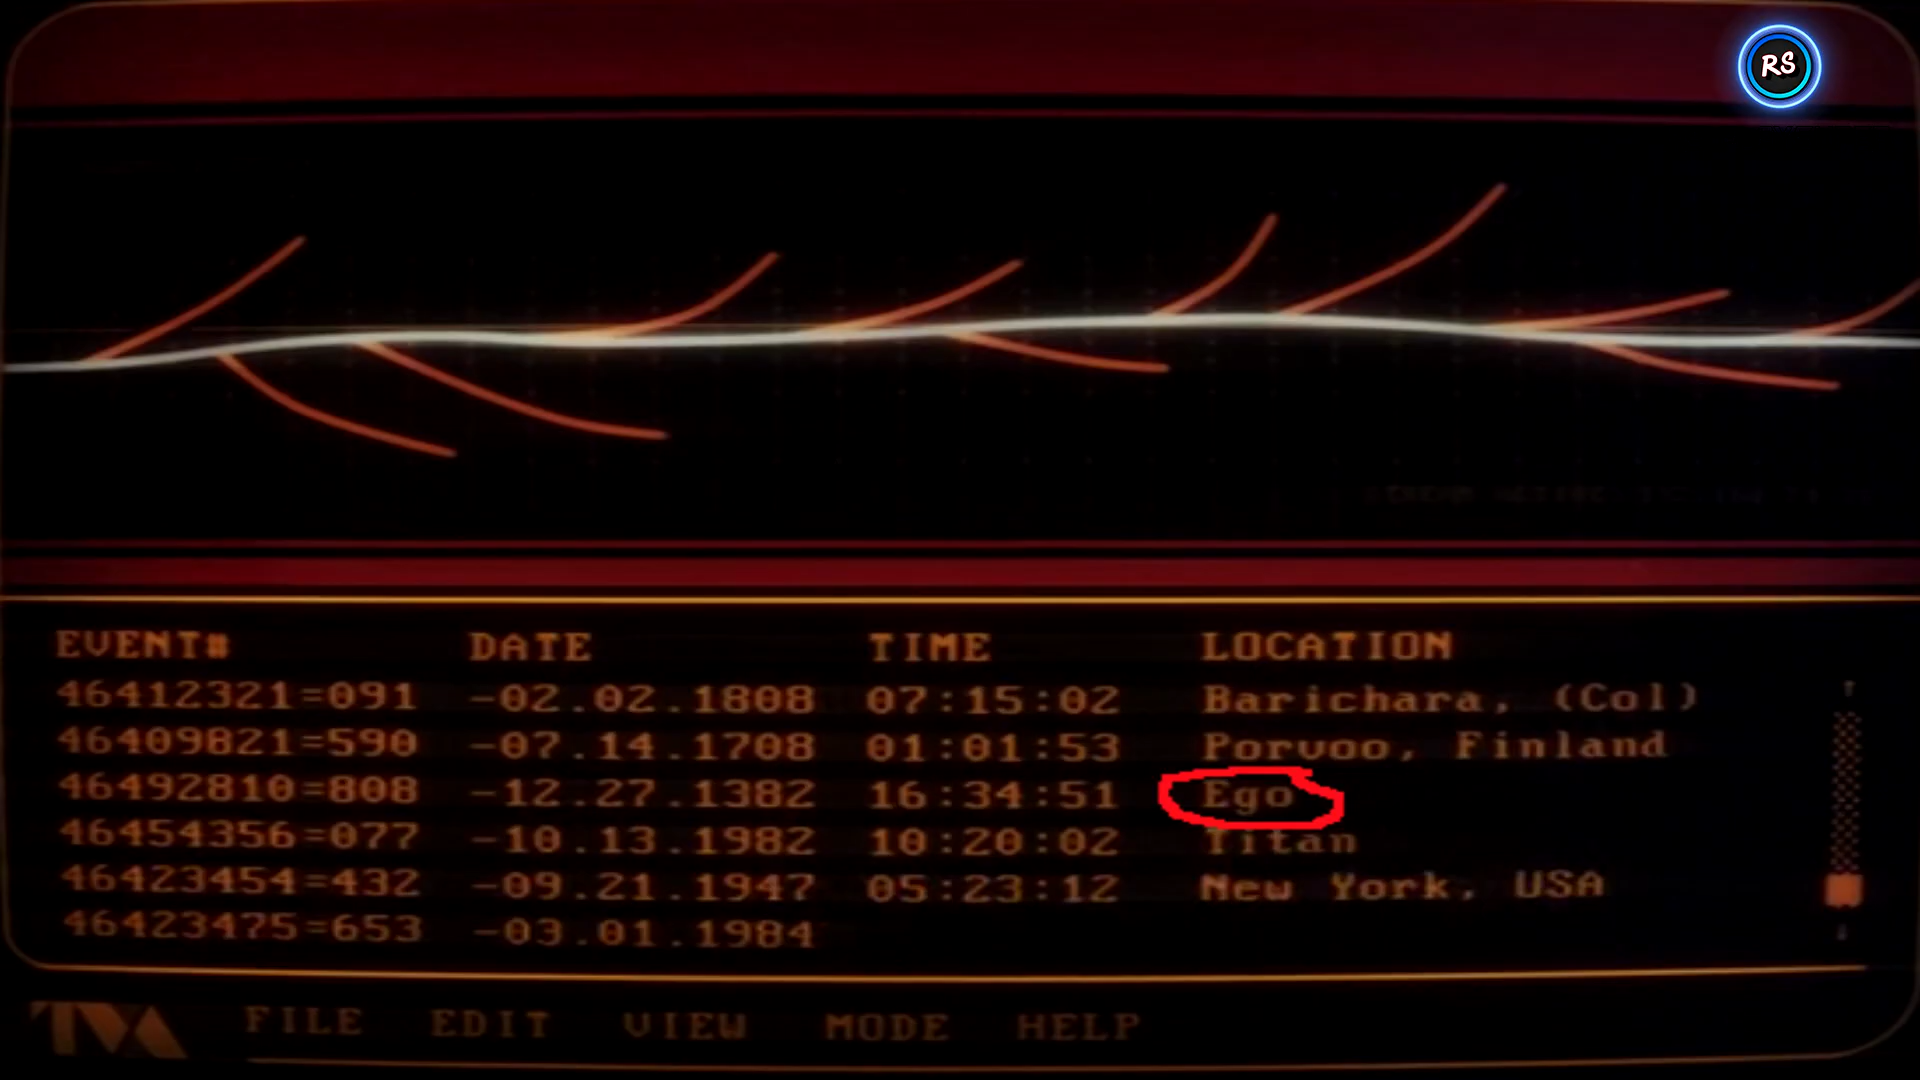 RS
EVENT# DATE TIME LOCATION
46412321=091 -02.02.1808 07:15:02 Barichara, (Col)
46409821=590 -07.14.1708 01:01:53 Porvoo, Finland
46492810=808 -12.27.1382 16:34:51 Ego
46454356=077 -10.13.1982 10:20:02 Titan
46423454=432 -09.21.1947 05:23:12 New York, USA
46423475=653 -03.01.1984
TVA FILE EDIT VIEW MODE HELP